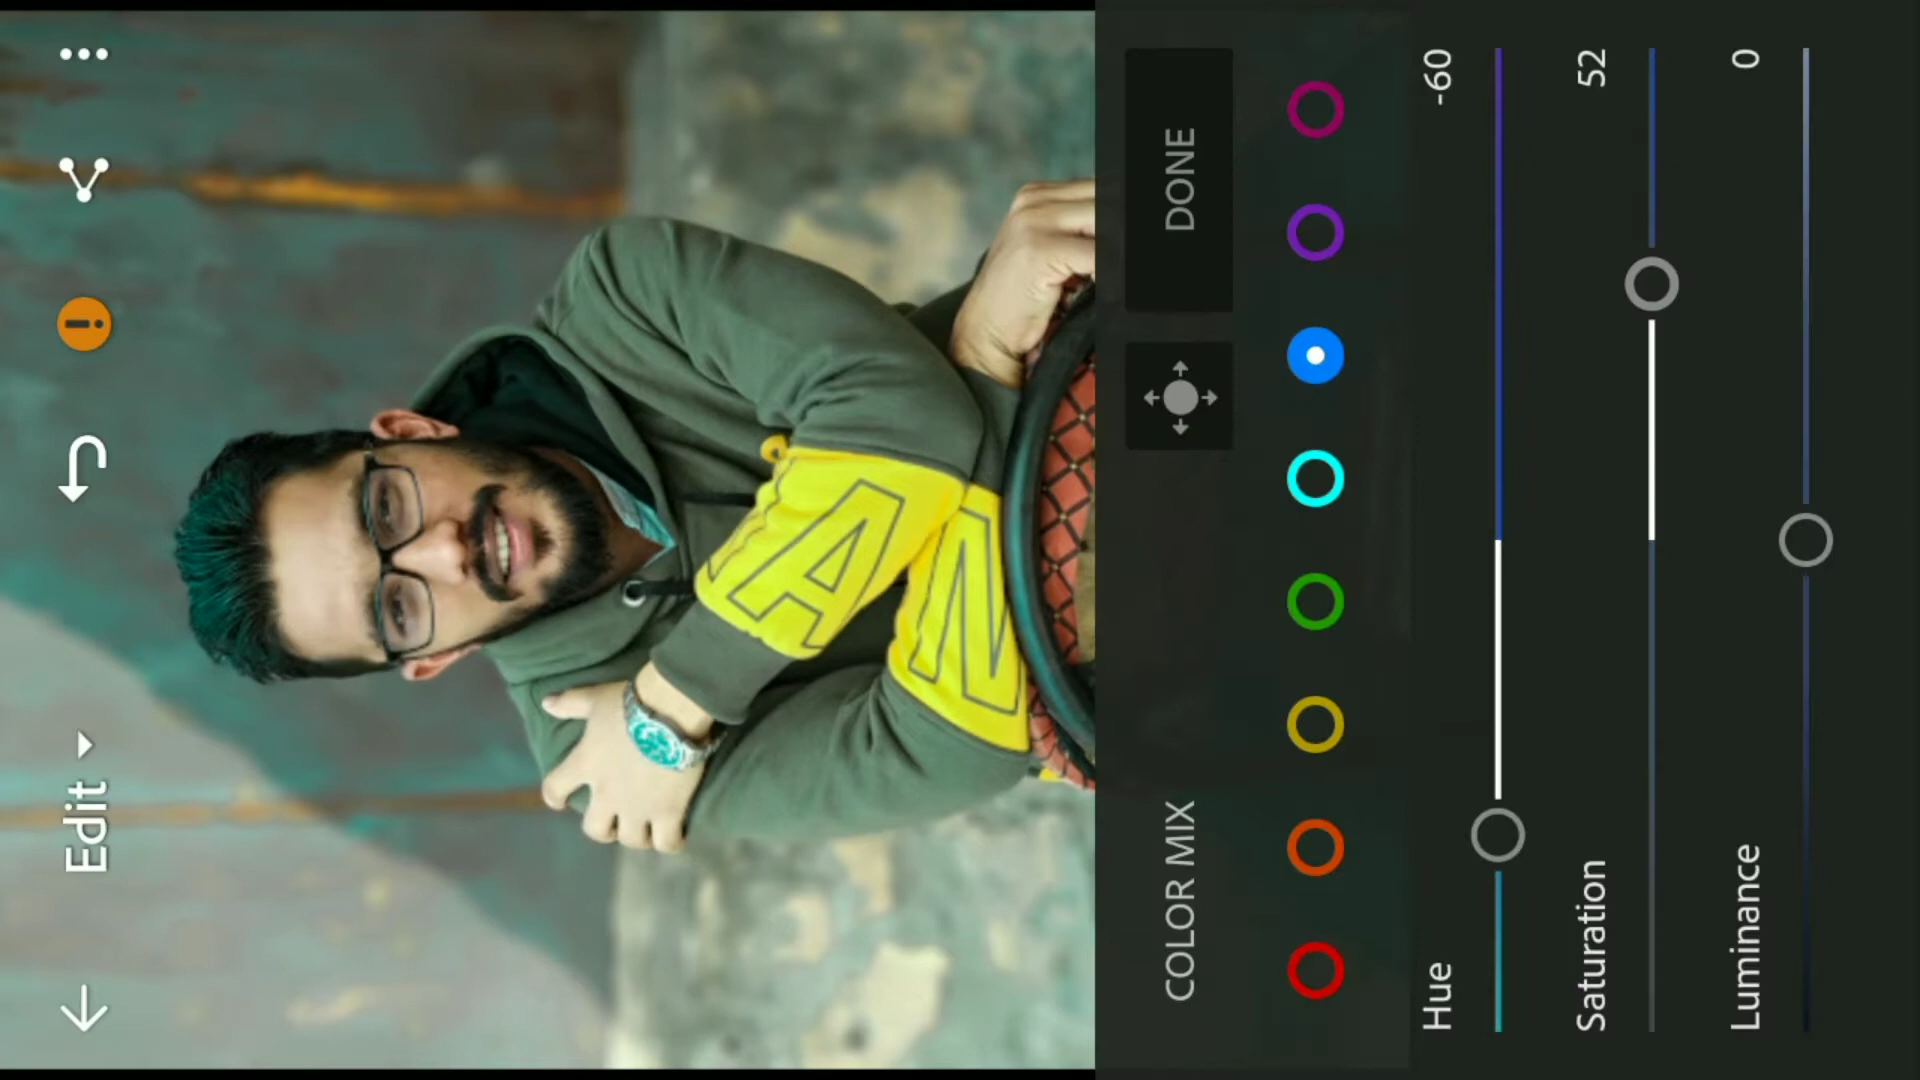 Edit
AN
COLOR MIX
DONE
Hue
-60
Saturation
52
Luminance
0